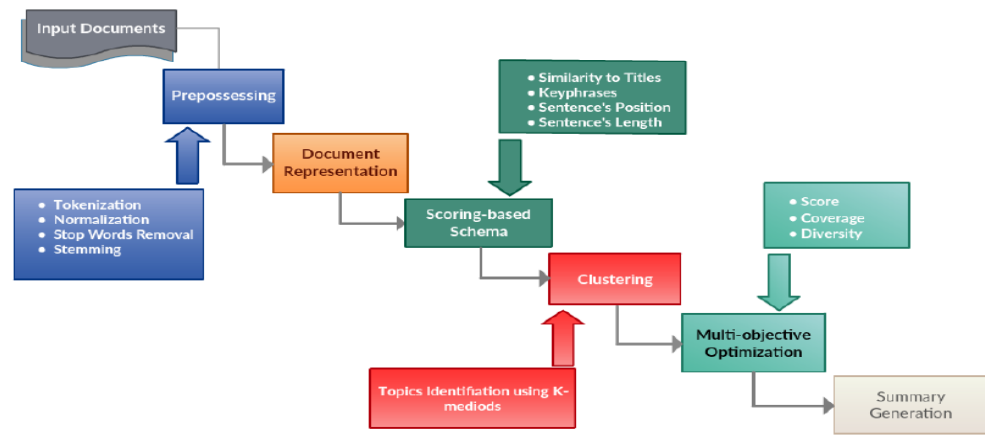 Input Documents
Prepossessing
• Tokenization
• Normalization
• Stop Words Removal
• Stemming
Document
Representation
• Similarity to Titles
• Keyphrases
• Sentence's Position
• Sentence's Length
Scoring-based
Schema
Clustering
Topics Identifiation using K-
mediods
• Score
• Coverage
• Diversity
Multi-objective
Optimization
Summary
Generation